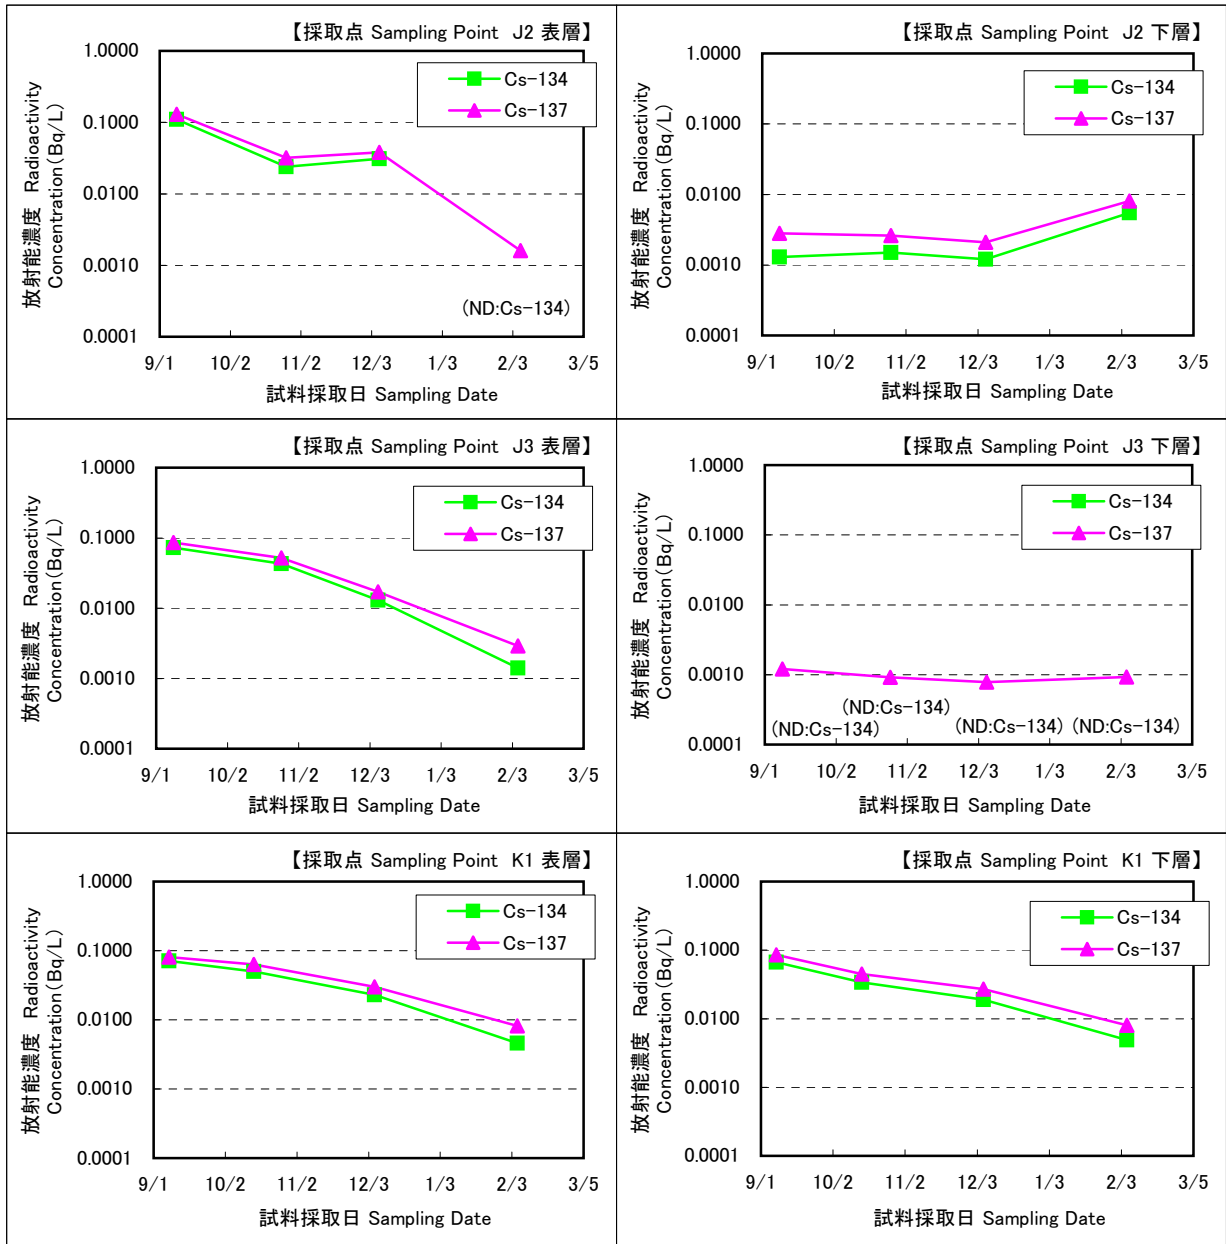 【採取点 Sampling Point J2 表層】
1.0000
0.1000
0.0100
0.0010
0.0001
放射能濃度 Radioactivity
Concentration(Bq/L)
Cs-134
Cs-137
(ND:Cs-134)
9/1 10/2 11/2 12/3 1/3 2/3 3/5
試料採取日 Sampling Date
【採取点 Sampling Point J2 下層】
1.0000
0.1000
0.0100
0.0010
0.0001
放射能濃度 Radioactivity
Concentration(Bq/L)
Cs-134
Cs-137
9/1 10/2 11/2 12/3 1/3 2/3 3/5
試料採取日 Sampling Date
【採取点 Sampling Point J3 表層】
1.0000
0.1000
0.0100
0.0010
0.0001
放射能濃度 Radioactivity
Concentration(Bq/L)
Cs-134
Cs-137
9/1 10/2 11/2 12/3 1/3 2/3 3/5
試料採取日 Sampling Date
【採取点 Sampling Point J3 下層】
1.0000
0.1000
0.0100
0.0010
0.0001
放射能濃度 Radioactivity
Concentration(Bq/L)
Cs-134
Cs-137
(ND:Cs-134)
(ND:Cs-134)
(ND:Cs-134)
(ND:Cs-134)
9/1 10/2 11/2 12/3 1/3 2/3 3/5
試料採取日 Sampling Date
【採取点 Sampling Point K1 表層】
1.0000
0.1000
0.0100
0.0010
0.0001
放射能濃度 Radioactivity
Concentration(Bq/L)
Cs-134
Cs-137
9/1 10/2 11/2 12/3 1/3 2/3 3/5
試料採取日 Sampling Date
【採取点 Sampling Point K1 下層】
1.0000
0.1000
0.0100
0.0010
0.0001
放射能濃度 Radioactivity
Concentration(Bq/L)
Cs-134
Cs-137
9/1 10/2 11/2 12/3 1/3 2/3 3/5
試料採取日 Sampling Date